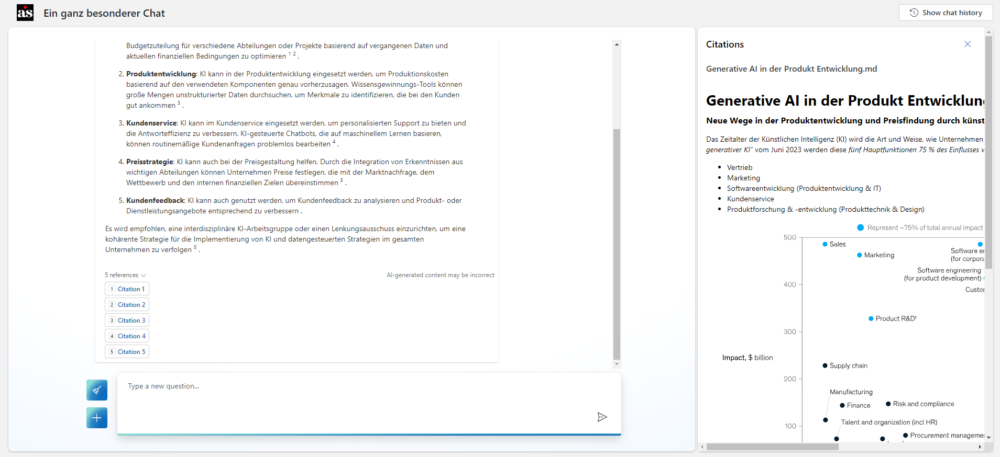 as Ein ganz besonderer Chat
Show chat history
Budgetzuteilung für verschiedene Abteilungen oder Projekte basierend auf vergangenen Daten und
aktuellen finanziellen Bedingungen zu optimieren 1 2 .
2. Produktentwicklung: KI kann in der Produktentwicklung eingesetzt werden, um Produktionskosten
basierend auf den verwendeten Komponenten genau vorherzusagen. Wissensgewinnungs-Tools können
große Mengen unstrukturierter Daten durchsuchen, um Merkmale zu identifizieren, die bei den Kunden
gut ankommen 3 .
3. Kundenservice: KI kann im Kundenservice eingesetzt werden, um personalisierten Support zu bieten und
die Antworteffizienz zu verbessern. KI-gesteuerte Chatbots, die auf maschinellem Lernen basieren,
können routinemäßige Kundenanfragen problemlos bearbeiten 4 .
4. Preisstrategie: KI kann auch bei der Preisgestaltung helfen. Durch die Integration von Erkenntnissen aus
wichtigen Abteilungen können Unternehmen Preise festlegen, die mit der Marktnachfrage, dem
Wettbewerb und den internen finanziellen Zielen übereinstimmen 5 .
5. Kundenfeedback: KI kann auch genutzt werden, um Kundenfeedback zu analysieren und Produkt- oder
Dienstleistungsangebote entsprechend zu verbessern .
Es wird empfohlen, eine interdisziplinäre KI-Arbeitsgruppe oder einen Lenkungsausschuss einzurichten, um eine
kohärente Strategie für die Implementierung von KI und datengesteuerten Strategien im gesamten
Unternehmen zu verfolgen 5 .
5 references
AI-generated content may be incorrect
1 Citation 1
2 Citation 2
3 Citation 3
4 Citation 4
5 Citation 5
Type a new question...
Citations
Generative AI in der Produkt Entwicklung.md
Generative AI in der Produkt Entwicklung
Neue Wege in der Produktentwicklung und Preisfindung durch künst
Das Zeitalter der Künstlichen Intelligenz (KI) wird die Art und Weise, wie Unternehmen
generativer KI" vom Juni 2023 werden diese fünf Hauptfunktionen 75 % des Einflusses v
• Vertrieb
• Marketing
• Softwareentwicklung (Produktentwicklung & IT)
• Kundenservice
• Produktforschung & -entwicklung (Produkttechnik & Design)
Represent ~75% of total annual impact
500
Sales
Marketing
Software en
(for corpora
Software engineering
(for product development)
400
Custor
Product R&D¹
300
Impact, $ billion
Supply chain
200
Manufacturing
Finance
Risk and compliance
Talent and organization (incl HR)
100
Procurement manageme